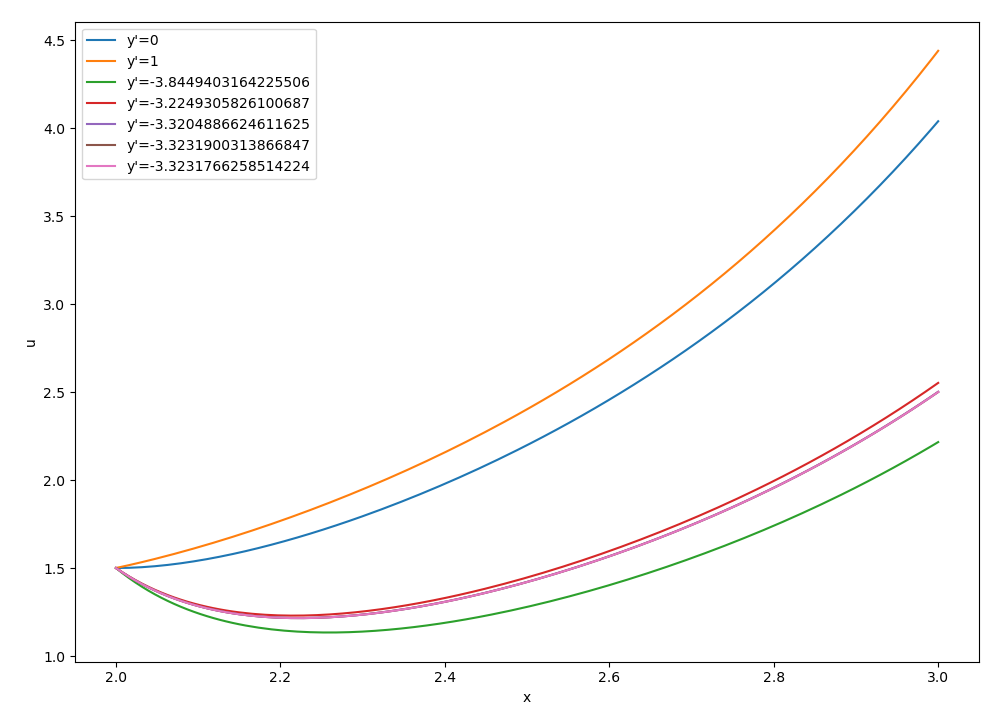 y'=0
y'=1
y'=-3.8449403164225506
y'=-3.2249305826100687
y'=-3.3204886624611625
y'=-3.3231900313866847
y'=-3.3231766258514224
4.5
4.0
3.5
3.0
2.5
2.0
1.5
1.0
u
2.0 2.2 2.4 2.6 2.8 3.0
x